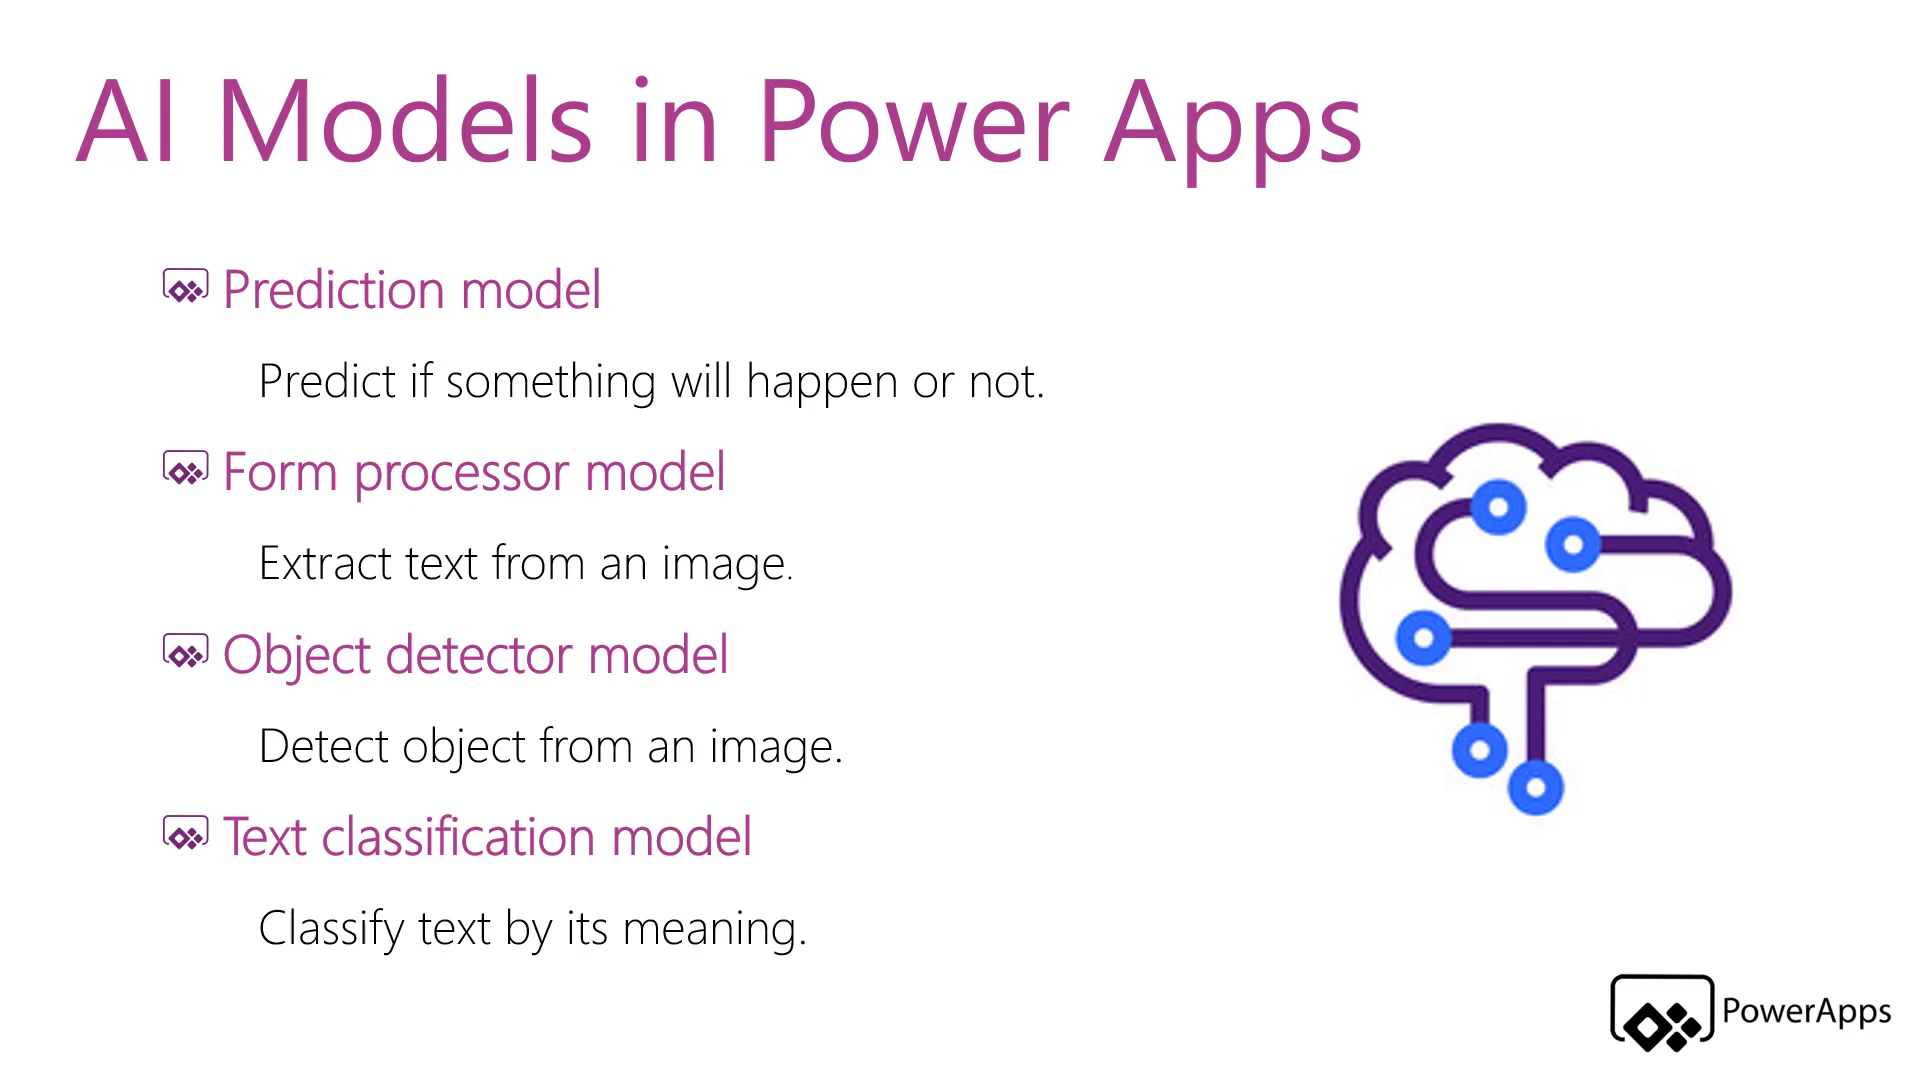 AI Models in Power Apps
Prediction model
Predict if something will happen or not.
Form processor model
Extract text from an image.
Object detector model
Detect object from an image.
Text classification model
Classify text by its meaning.
PowerApps